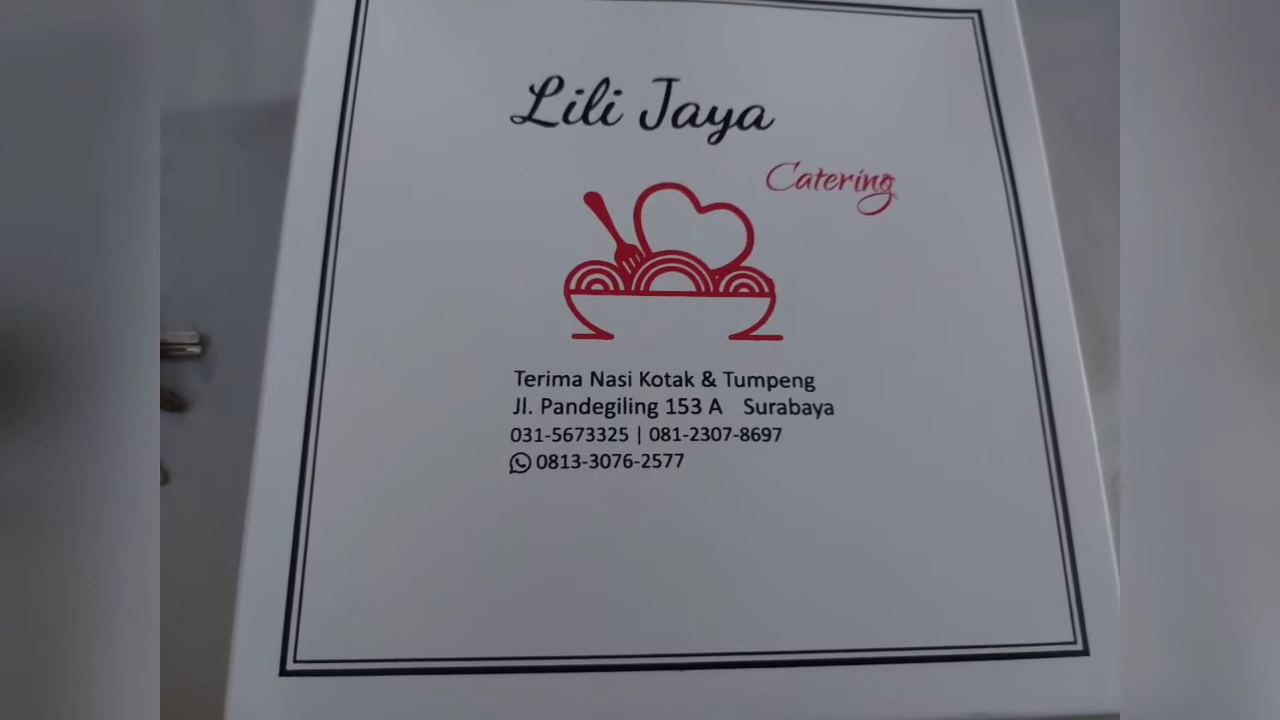 Lili Jaya
Catering
Terima Nasi Kotak & Tumpeng
Jl. Pandegiling 153 A Surabaya
031-5673325 | 081-2307-8697
0813-3076-2577